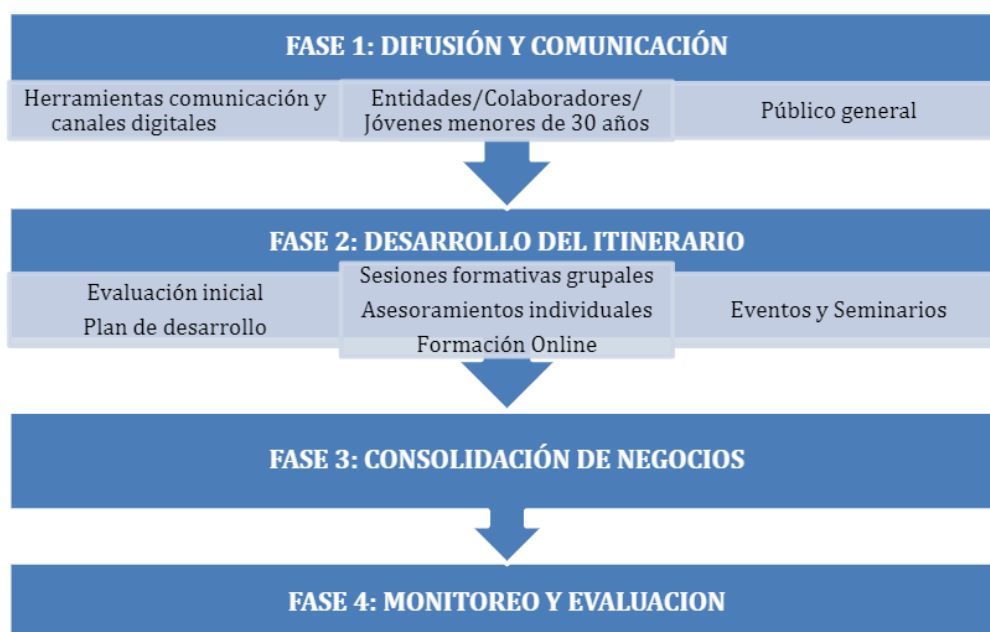 FASE 1: DIFUSIÓN Y COMUNICACIÓN
Herramientas comunicación y
canales digitales
Entidades/Colaboradores/
Jóvenes menores de 30 años
Público general
FASE 2: DESARROLLO DEL ITINERARIO
Evaluación inicial
Plan de desarrollo
Sesiones formativas grupales
Asesoramientos individuales
Formación Online
Eventos y Seminarios
FASE 3: CONSOLIDACIÓN DE NEGOCIOS
FASE 4: MONITOREO Y EVALUACION